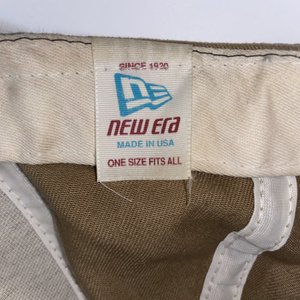 SINCE 1920
NEW ERA
MADE IN USA
ONE SIZE FITS ALL